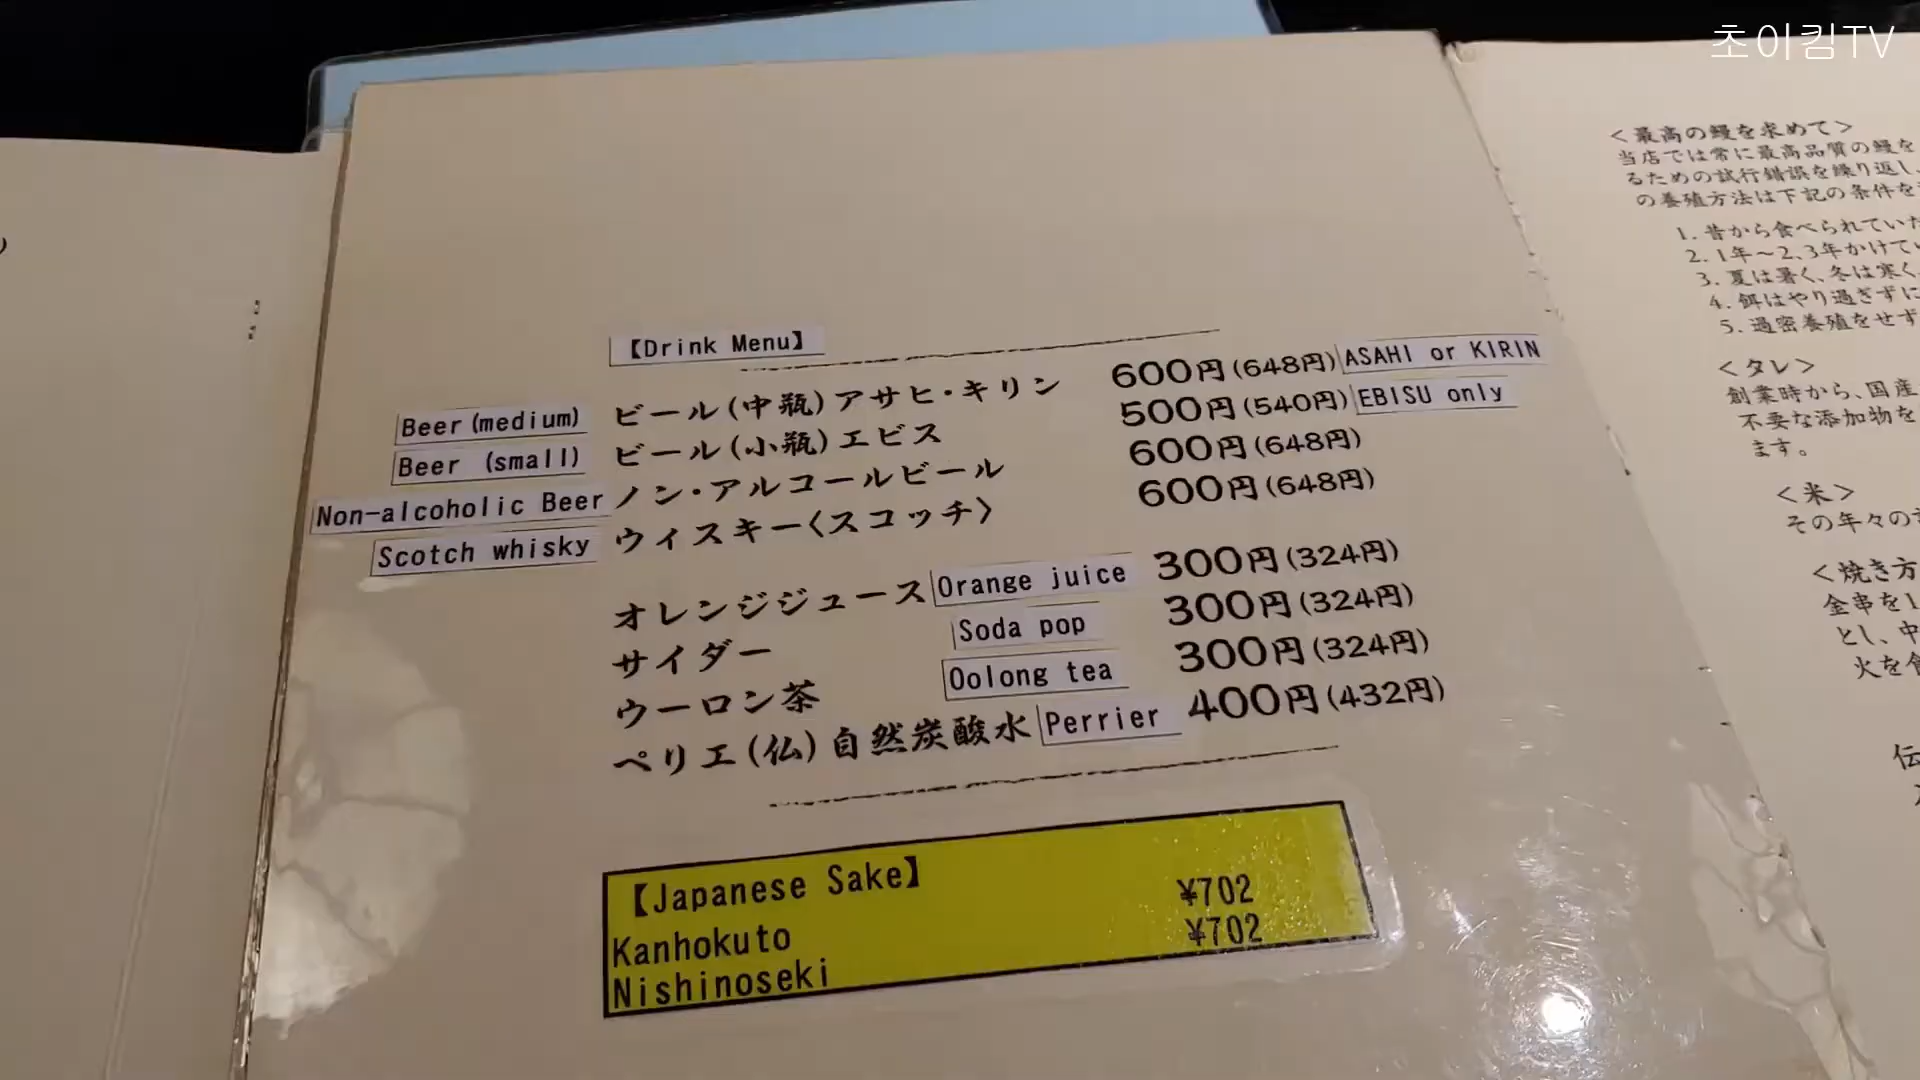 초이킴TV
【Drink Menu】
Beer(medium) ビール(中瓶)アサヒ・キリン 600円(648円) ASAHI or KIRIN
Beer (small) ビール(小瓶)エビス 500円(540円) EBISU only
Non-alcoholic Beer ノン・アルコールビール 600円(648円)
Scotch whisky ウィスキー〈スコッチ〉 600円(648円)
オレンジジュース Orange juice 300円(324円)
サイダー Soda pop 300円(324円)
ウーロン茶 Oolong tea 300円(324円)
ペリエ(仏)自然炭酸水 Perrier 400円(432円)
【Japanese Sake】
Kanhokuto ¥702
Nishinoseki ¥702
<最高の鰻を求めて>
当店では常に最高品質の鰻を
るための試行錯誤を繰り返し、
の養殖方法は下記の条件を
1. 昔から食べられていた
2. 1年～2、3年かけて
3. 夏は暑く、冬は寒く、
4. 餌はやり過ぎずに
5. 過密養殖をせず
<タレ>
創業時から、国産
不要な添加物を
ます。
<米>
その年々の
<焼き方
金串を1
とし、中
火を
伝